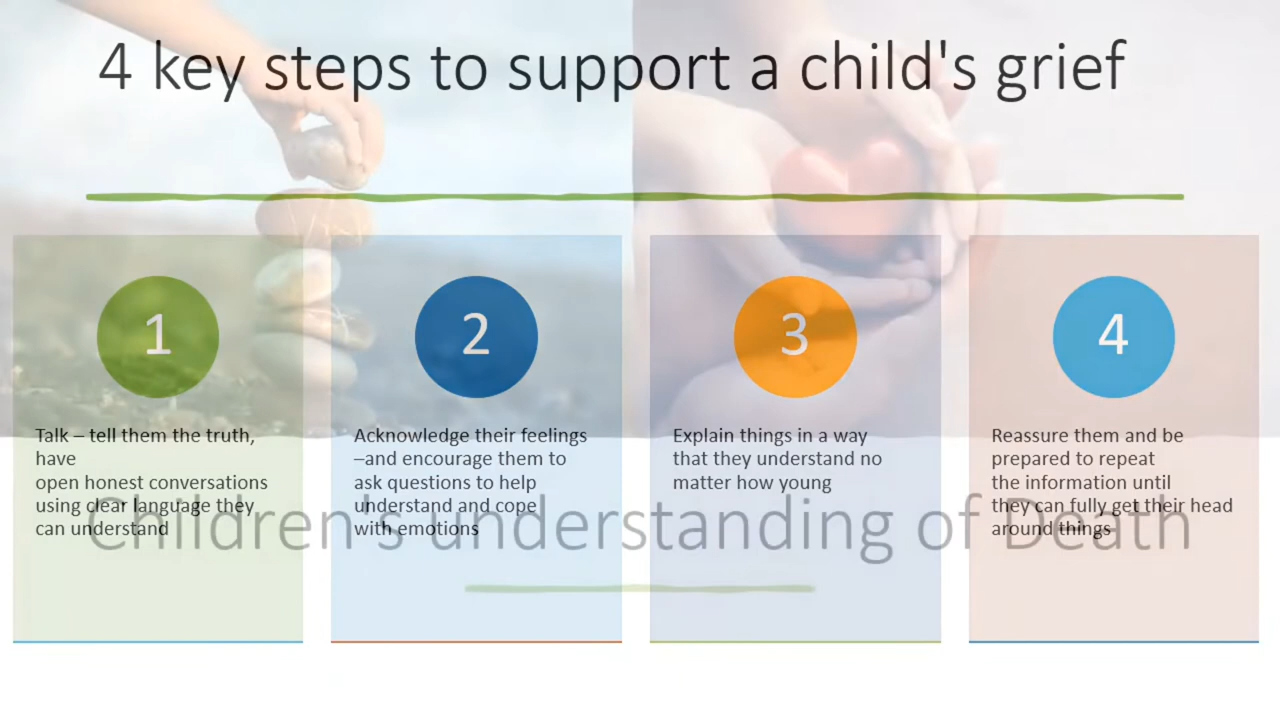 4 key steps to support a child's grief
1
Talk – tell them the truth,
have
open honest conversations
using clear language they
can understand
2
Acknowledge their feelings
–and encourage them to
ask questions to help
understand and cope
with emotions
3
Explain things in a way
that they understand no
matter how young
4
Reassure them and be
prepared to repeat
the information until
they can fully get their head
around things
Children's understanding of Death